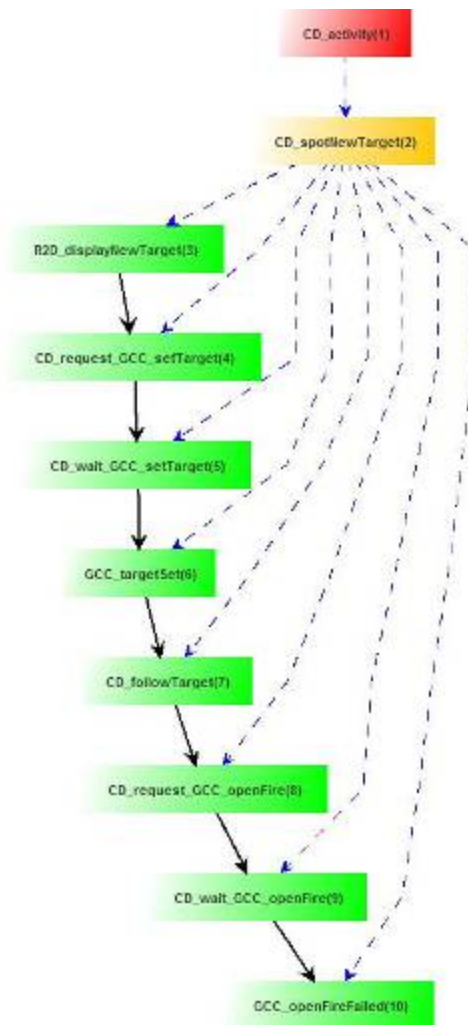 CD_activity(1)
CD_spotNewTarget(2)
R2D_displayNewTarget(3)
CD_request_GCC_setTarget(4)
CD_wait_GCC_setTarget(5)
GCC_targetSet(6)
CD_followTarget(7)
CD_request_GCC_openFire(8)
CD_wait_GCC_openFire(9)
GCC_openFireFailed(10)